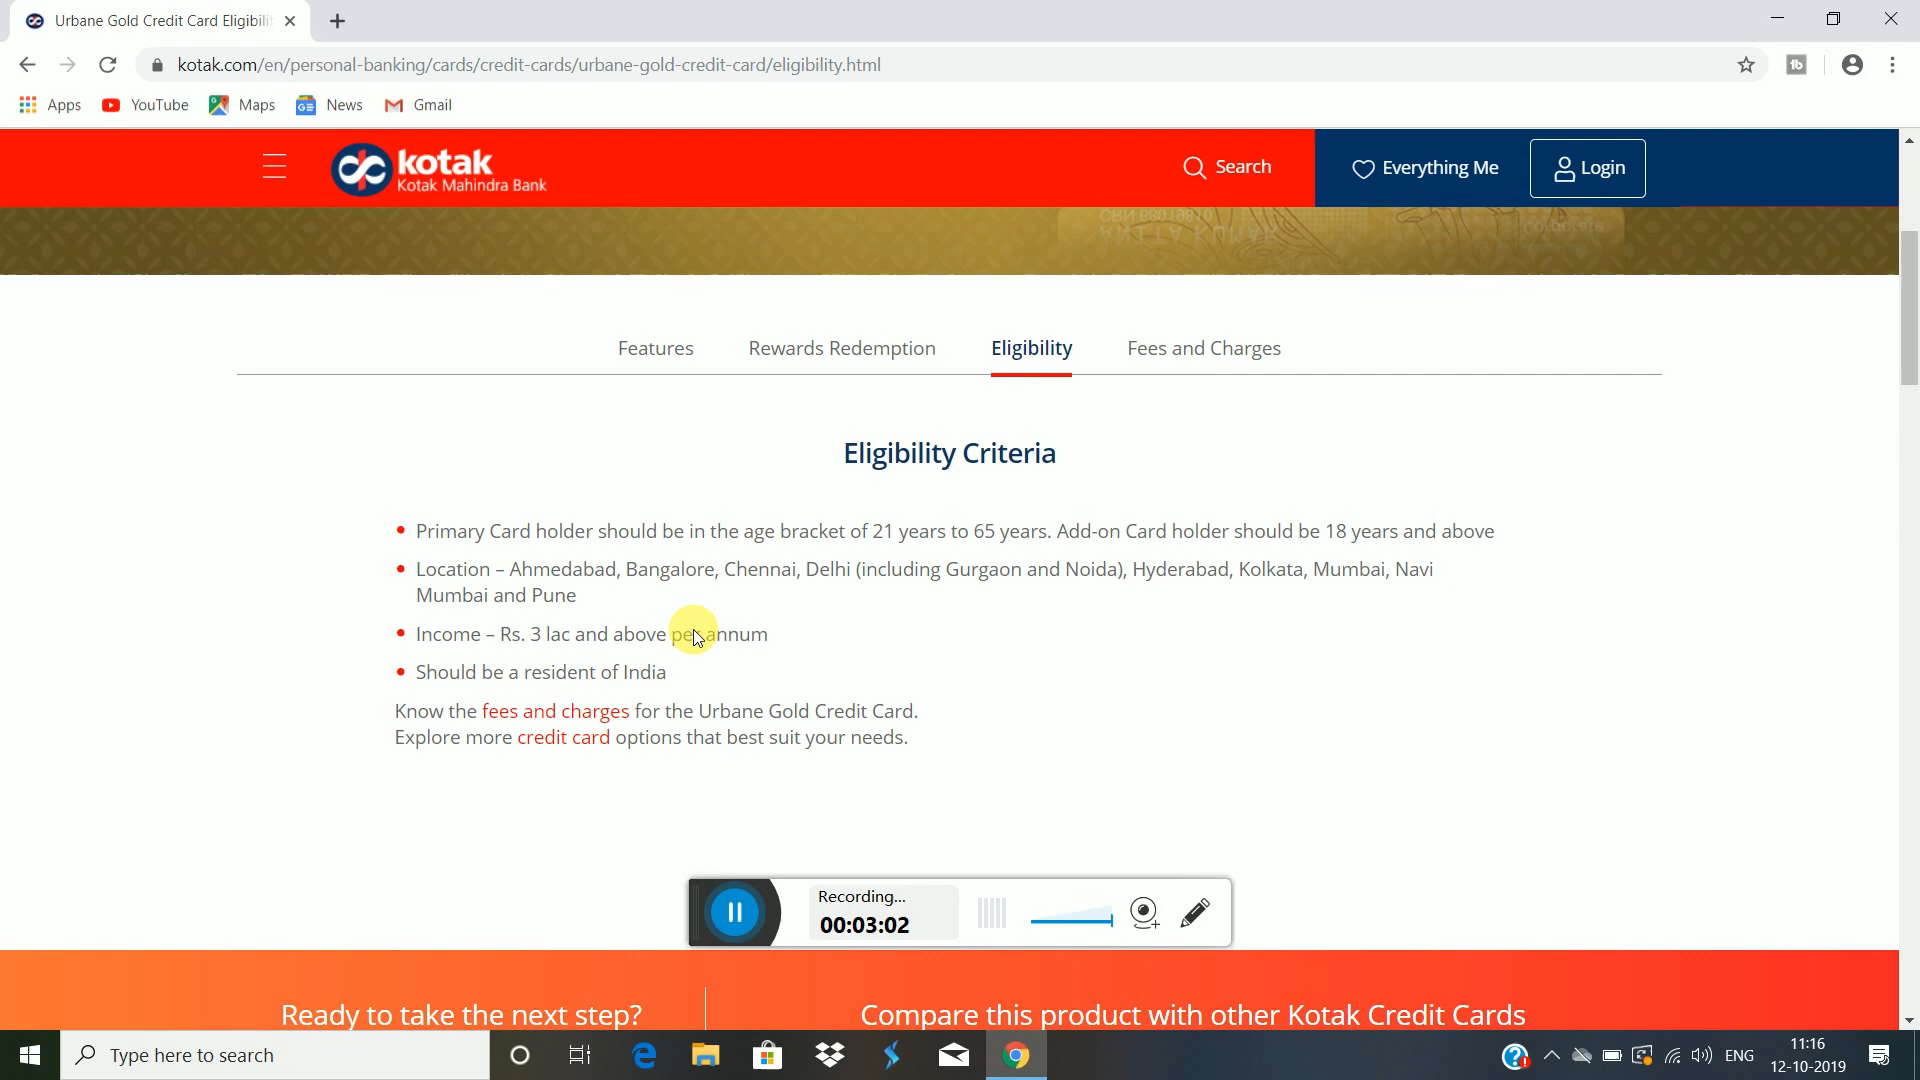 Urbane Gold Credit Card Eligibili
kotak.com/en/personal-banking/cards/credit-cards/urbane-gold-credit-card/eligibility.html
Apps YouTube Maps News Gmail
kotak
Kotak Mahindra Bank
Search Everything Me Login
CRN 66019810
ANITA KUMAR
Corporate
Features Rewards Redemption Eligibility Fees and Charges
Eligibility Criteria
Primary Card holder should be in the age bracket of 21 years to 65 years. Add-on Card holder should be 18 years and above
Location – Ahmedabad, Bangalore, Chennai, Delhi (including Gurgaon and Noida), Hyderabad, Kolkata, Mumbai, Navi
Mumbai and Pune
Income – Rs. 3 lac and above per annum
Should be a resident of India
Know the fees and charges for the Urbane Gold Credit Card.
Explore more credit card options that best suit your needs.
Recording...
00:03:02
Ready to take the next step? Compare this product with other Kotak Credit Cards
Type here to search
ENG
11:16
12-10-2019